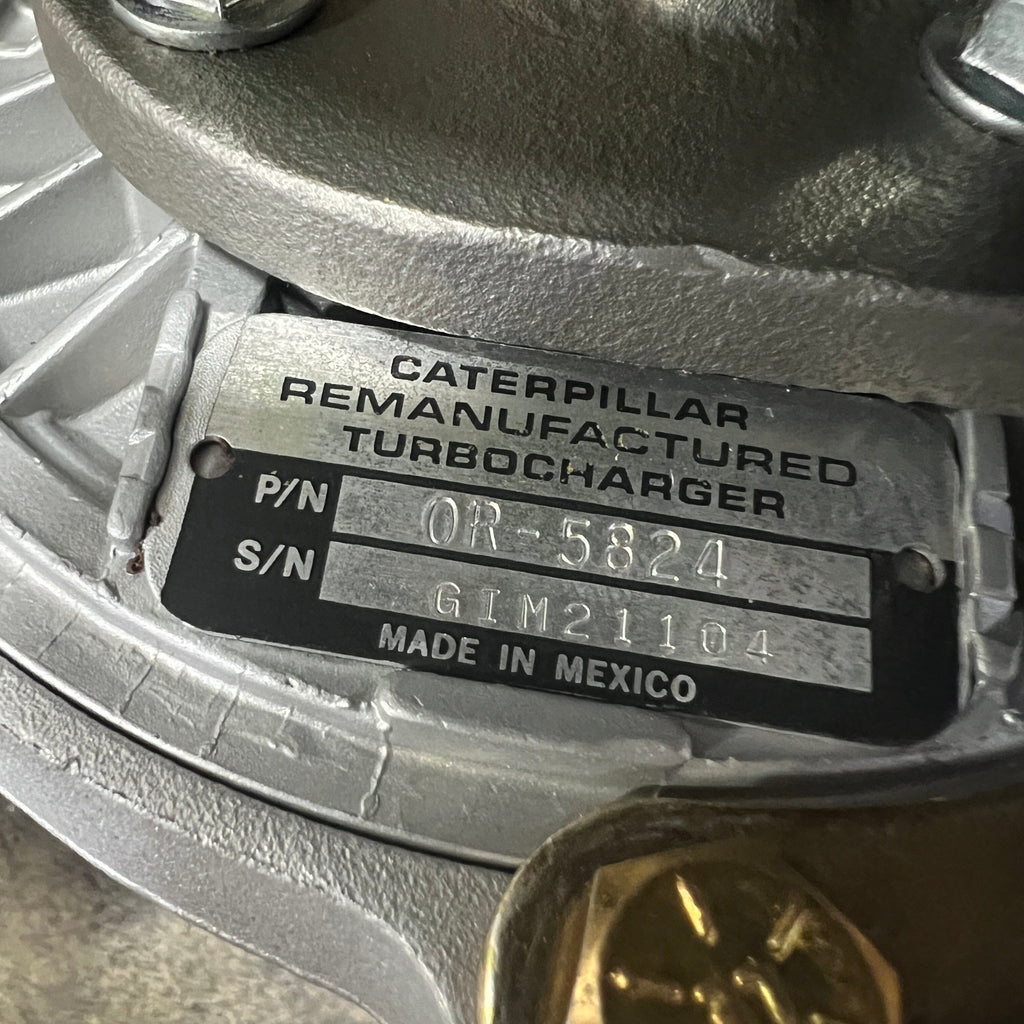 CATERPILLAR
REMANUFACTURED
TURBOCHARGER
P/N 0R-5824
S/N GIM21104
MADE IN MEXICO